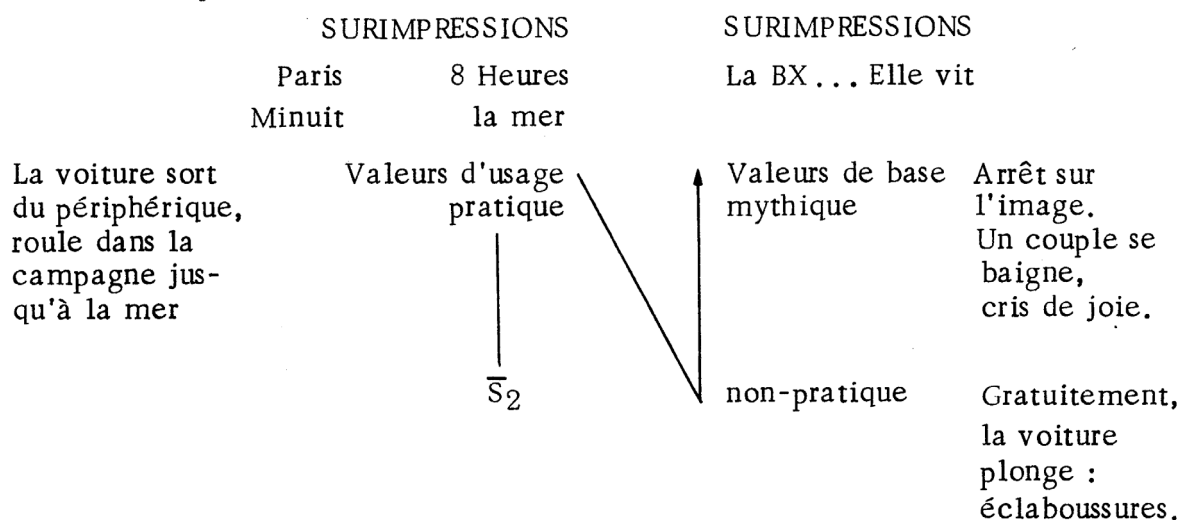 SURIMPRESSIONS SURIMPRESSIONS
Paris 8 Heures La BX... Elle vit
Minuit la mer
La voiture sort Valeurs d'usage Valeurs de base Arrêt sur
du périphérique, pratique mythique l'image.
roule dans la Un couple se
campagne jus- baigne,
qu'à la mer cris de joie.
S̅2 non-pratique Gratuitement,
la voiture
plonge :
éclaboussures.